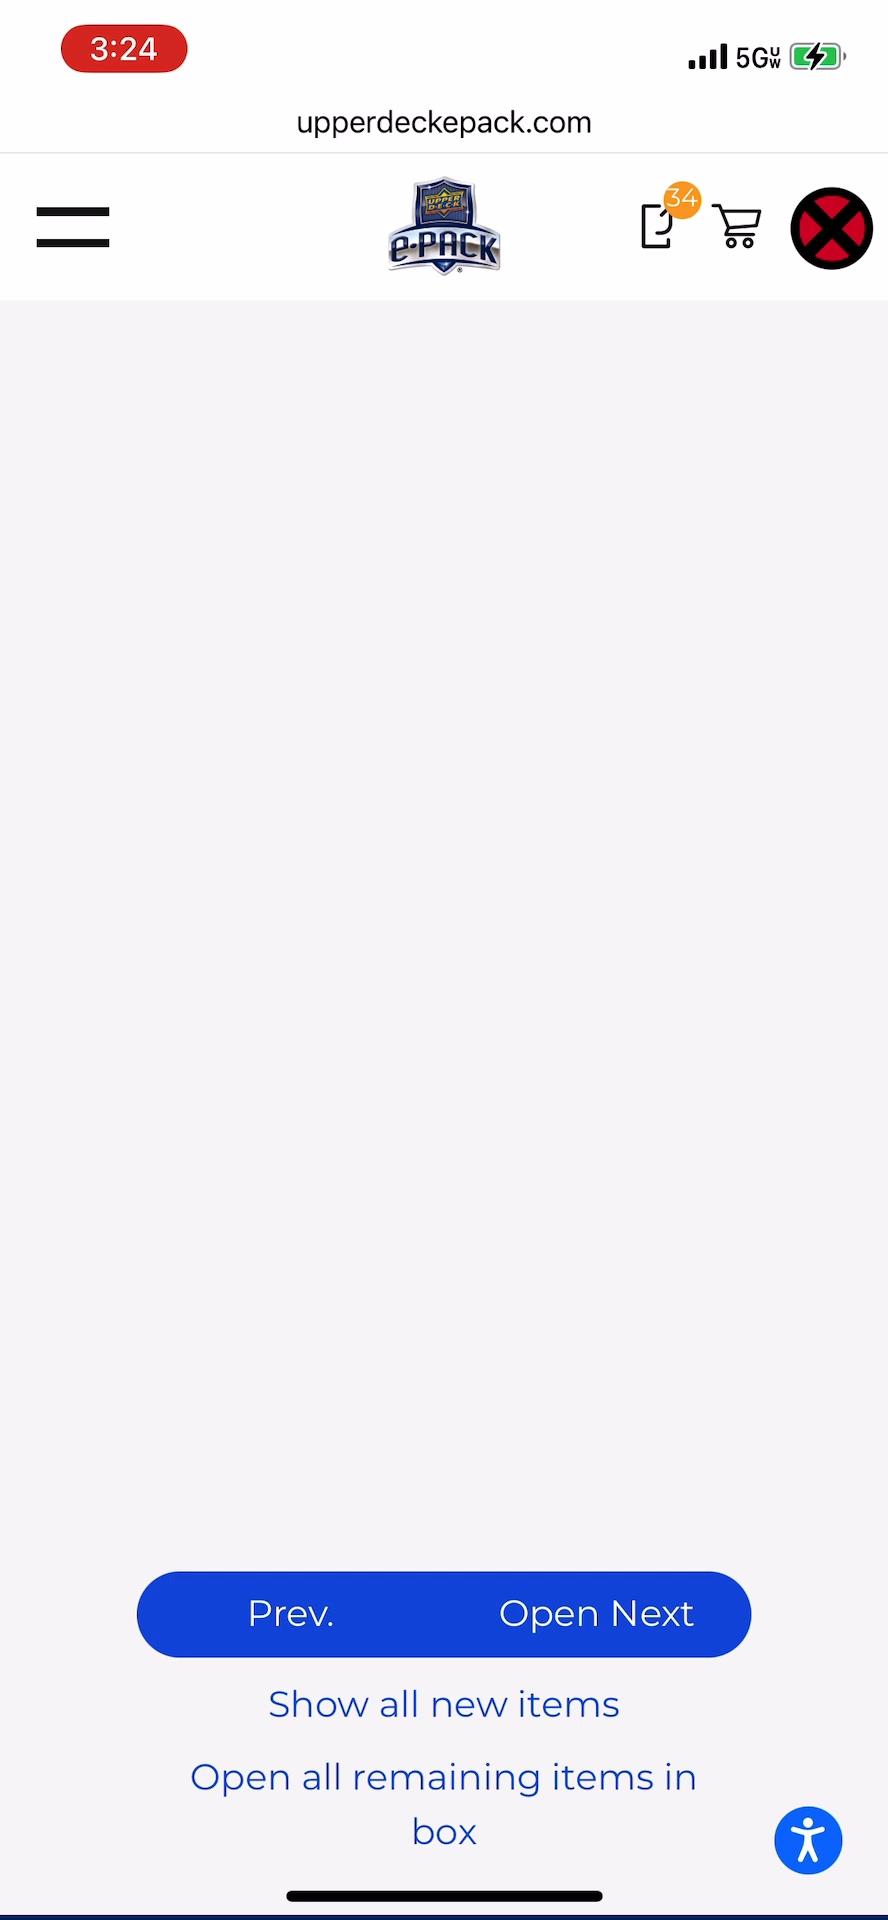 3:24
5G UW
upperdeckepack.com
UPPER
D·E·C·K
e·PACK
34
Prev.
Open Next
Show all new items
Open all remaining items in
box